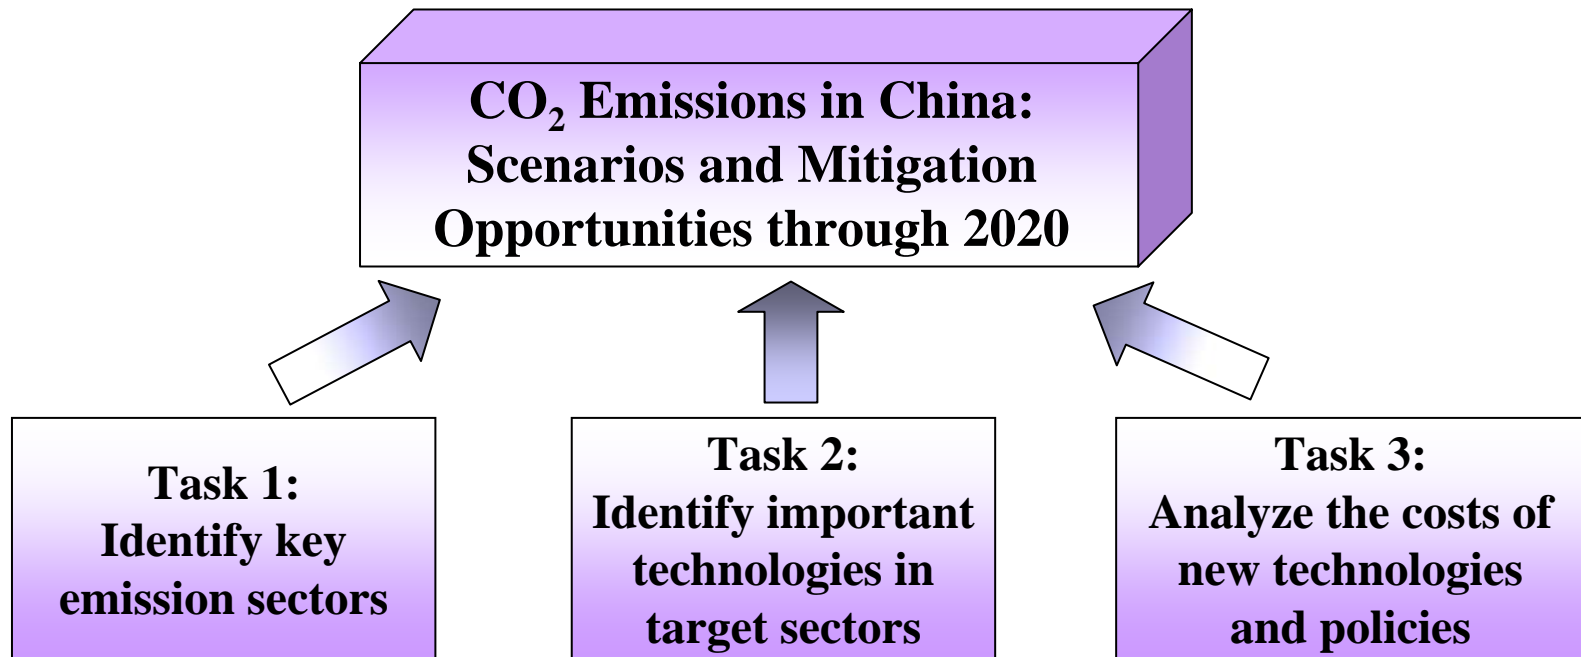 CO₂ Emissions in China:
Scenarios and Mitigation
Opportunities through 2020
Task 1:
Identify key
emission sectors
Task 2:
Identify important
technologies in
target sectors
Task 3:
Analyze the costs of
new technologies
and policies